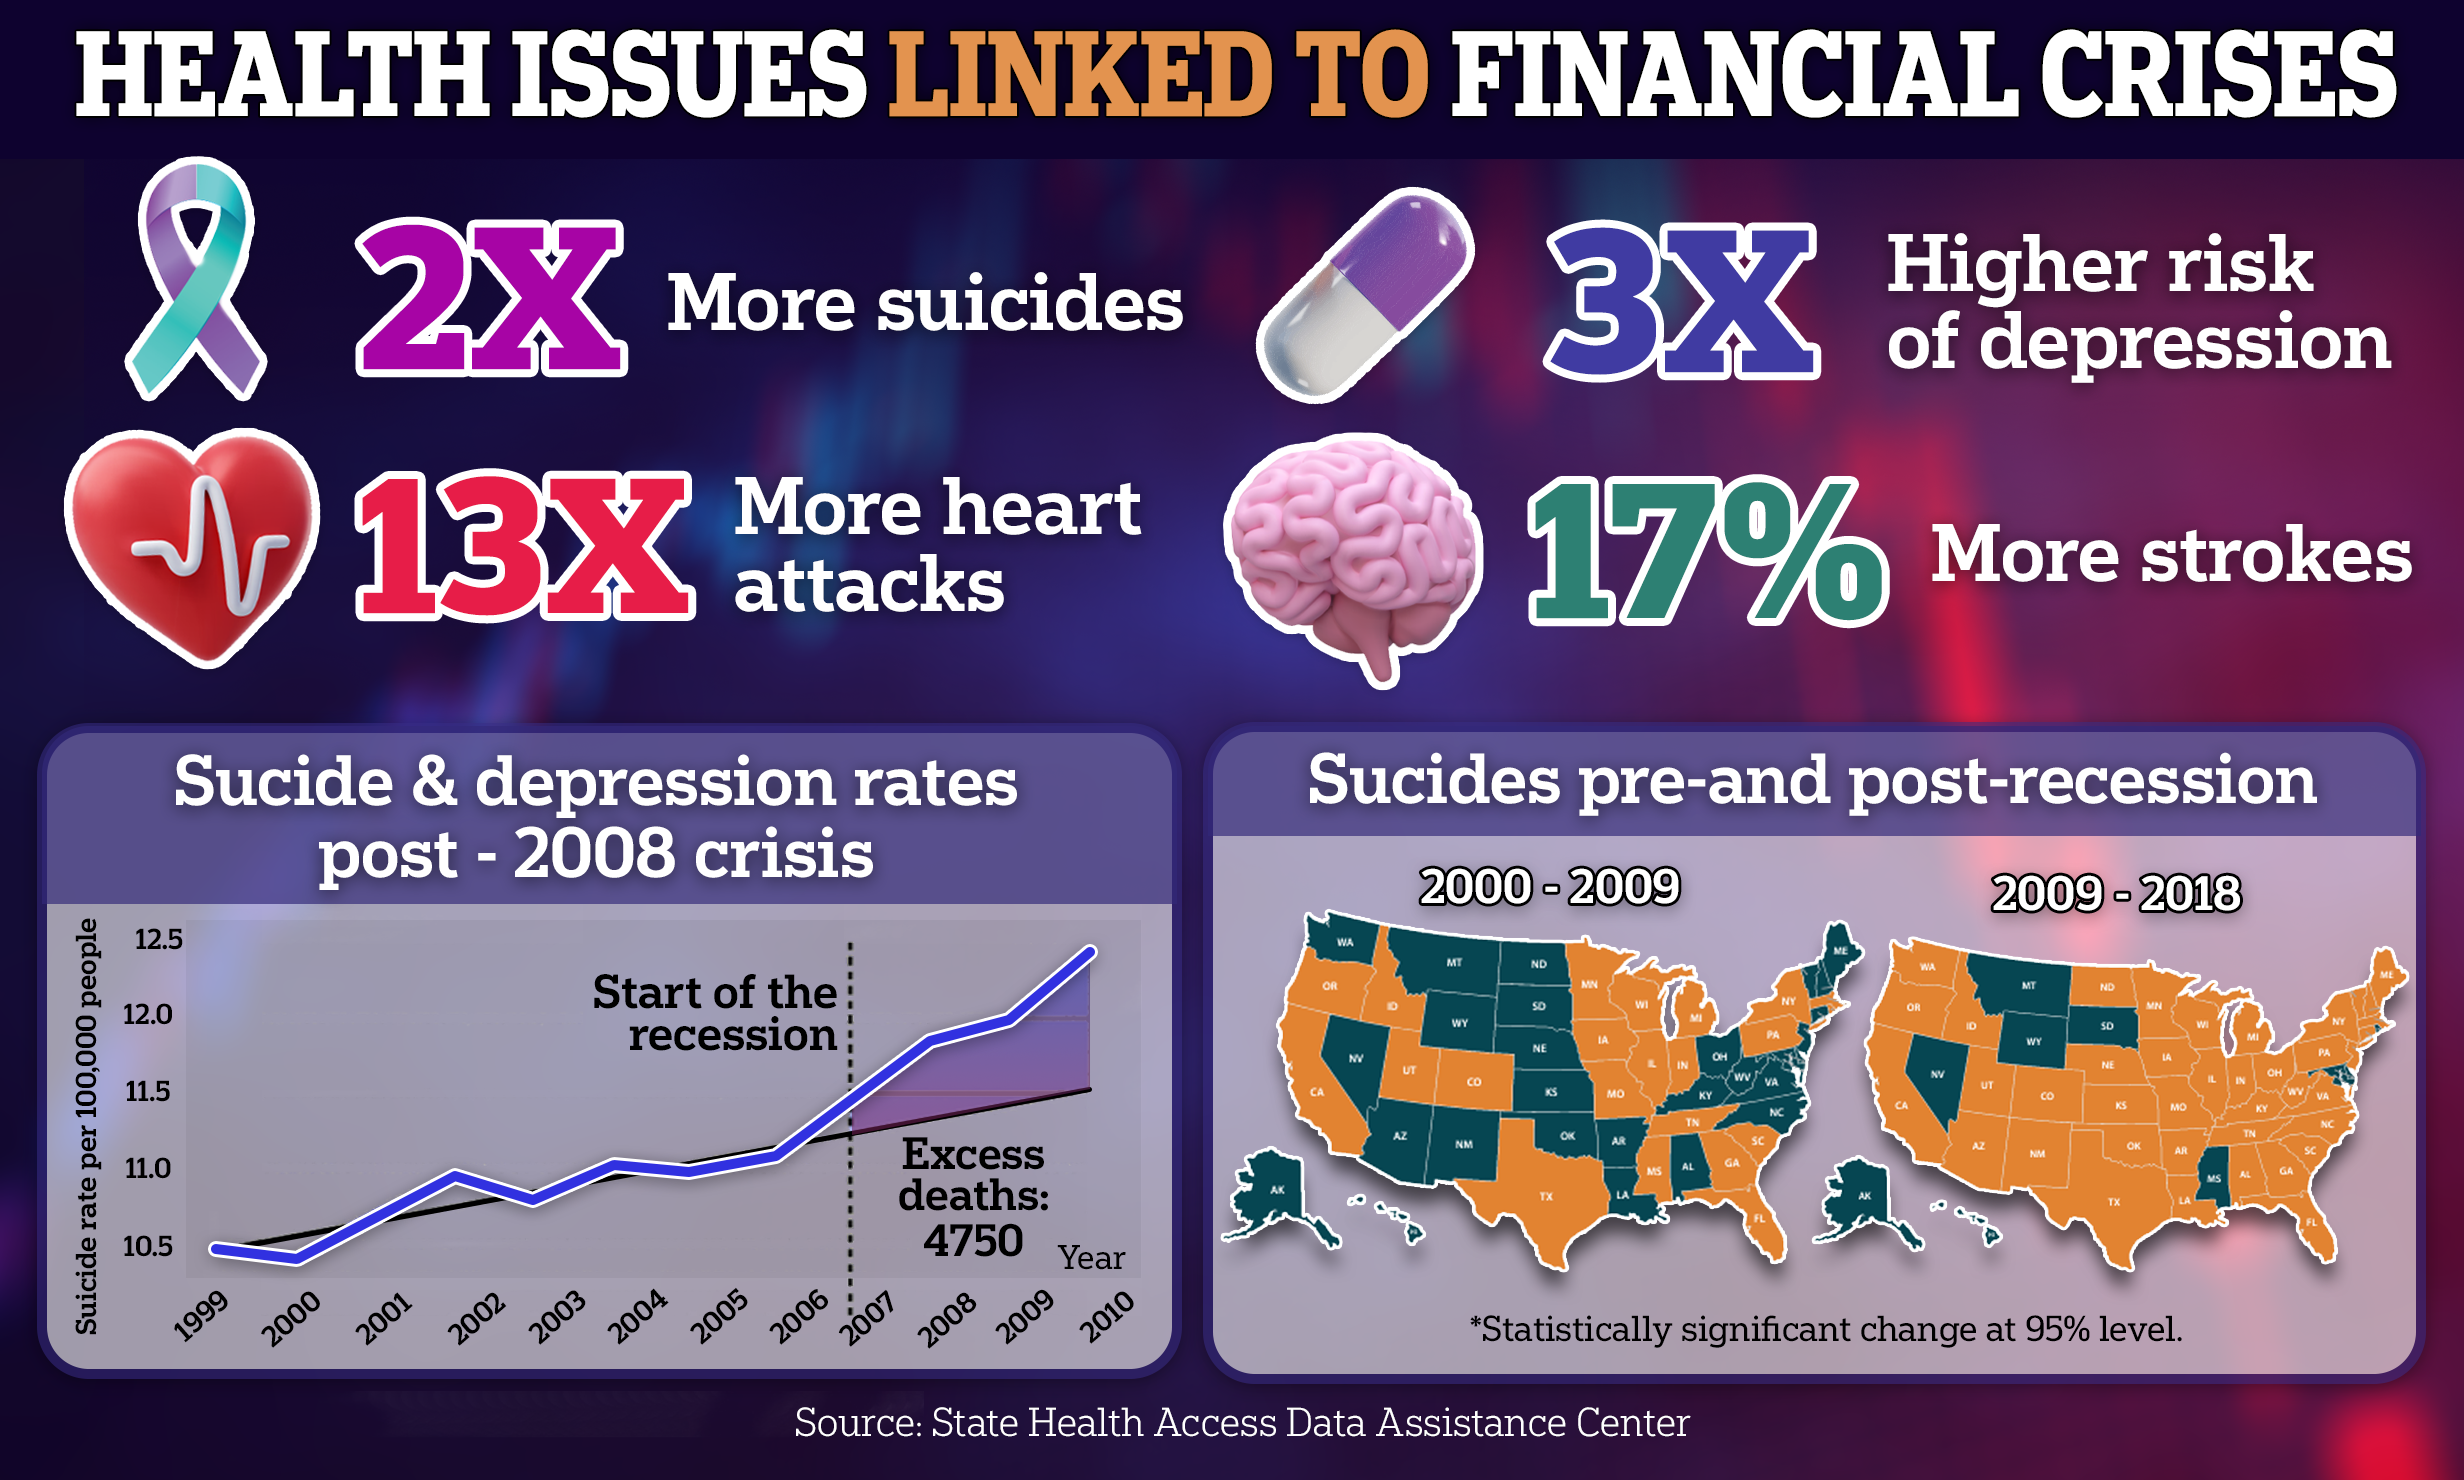 HEALTH ISSUES LINKED TO FINANCIAL CRISES
2X
More suicides
3X
Higher risk
of depression
13X
More heart
attacks
17%
More strokes
Sucide & depression rates
post - 2008 crisis
Suicide rate per 100,000 people
12.5
12.0
11.5
11.0
10.5
Start of the
recession
Excess
deaths:
4750
Year
1999
2000
2001
2002
2003
2004
2005
2006
2007
2008
2009
2010
Sucides pre-and post-recession
2000 - 2009
WA
MT
ND
ME
OR
ID
SD
MN
WI
MI
NY
WY
NE
IA
PA
NV
UT
CO
KS
IL
IN
OH
WV
VA
CA
MO
KY
NC
AZ
NM
OK
AR
TN
SC
MS
AL
GA
TX
LA
FL
AK
2009 - 2018
WA
MT
ND
ME
OR
ID
SD
MN
WI
MI
NY
WY
NE
IA
PA
NV
UT
CO
KS
IL
IN
OH
WV
VA
CA
MO
KY
NC
AZ
NM
OK
AR
TN
SC
MS
AL
GA
TX
LA
FL
AK
*Statistically significant change at 95% level.
Source: State Health Access Data Assistance Center